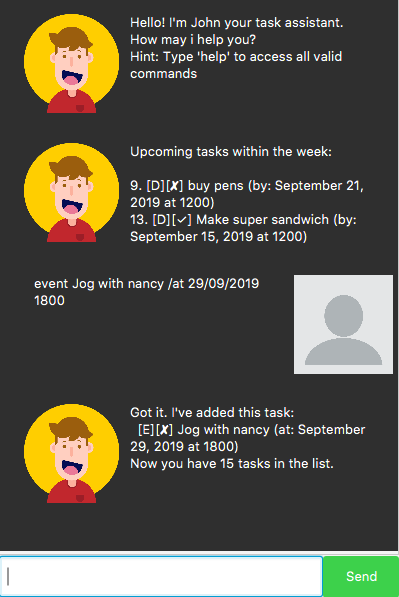 Hello! I'm John your task assistant.
How may i help you?
Hint: Type 'help' to access all valid
commands
Upcoming tasks within the week:
9. [D][✘] buy pens (by: September 21,
2019 at 1200)
13. [D][✓] Make super sandwich (by:
September 15, 2019 at 1200)
event Jog with nancy /at 29/09/2019
1800
Got it. I've added this task:
[E][✘] Jog with nancy (at: September
29, 2019 at 1800)
Now you have 15 tasks in the list.
Send